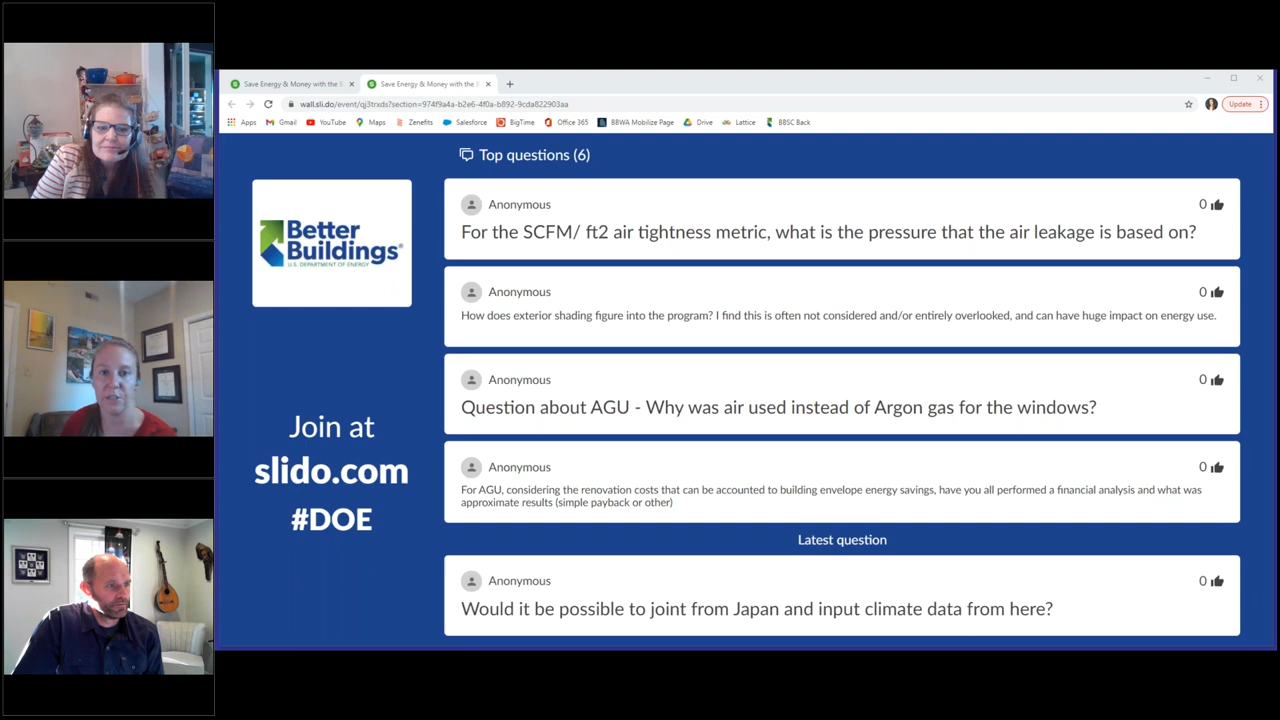 Save Energy & Money with the S
Save Energy & Money with the S
wall.sli.do/event/qj3trxds?section=974f9a4a-b2e6-4f0a-b892-9cda822903aa
Update
Apps
Gmail
YouTube
Maps
Zenefits
Salesforce
BigTime
Office 365
BBWA Mobilize Page
Drive
Lattice
BBSC Back
Top questions (6)
Better
Buildings®
U.S. DEPARTMENT OF ENERGY
Join at
slido.com
#DOE
Anonymous
0
For the SCFM/ ft2 air tightness metric, what is the pressure that the air leakage is based on?
Anonymous
0
How does exterior shading figure into the program? I find this is often not considered and/or entirely overlooked, and can have huge impact on energy use.
Anonymous
0
Question about AGU - Why was air used instead of Argon gas for the windows?
Anonymous
0
For AGU, considering the renovation costs that can be accounted to building envelope energy savings, have you all performed a financial analysis and what was
approximate results (simple payback or other)
Latest question
Anonymous
0
Would it be possible to joint from Japan and input climate data from here?